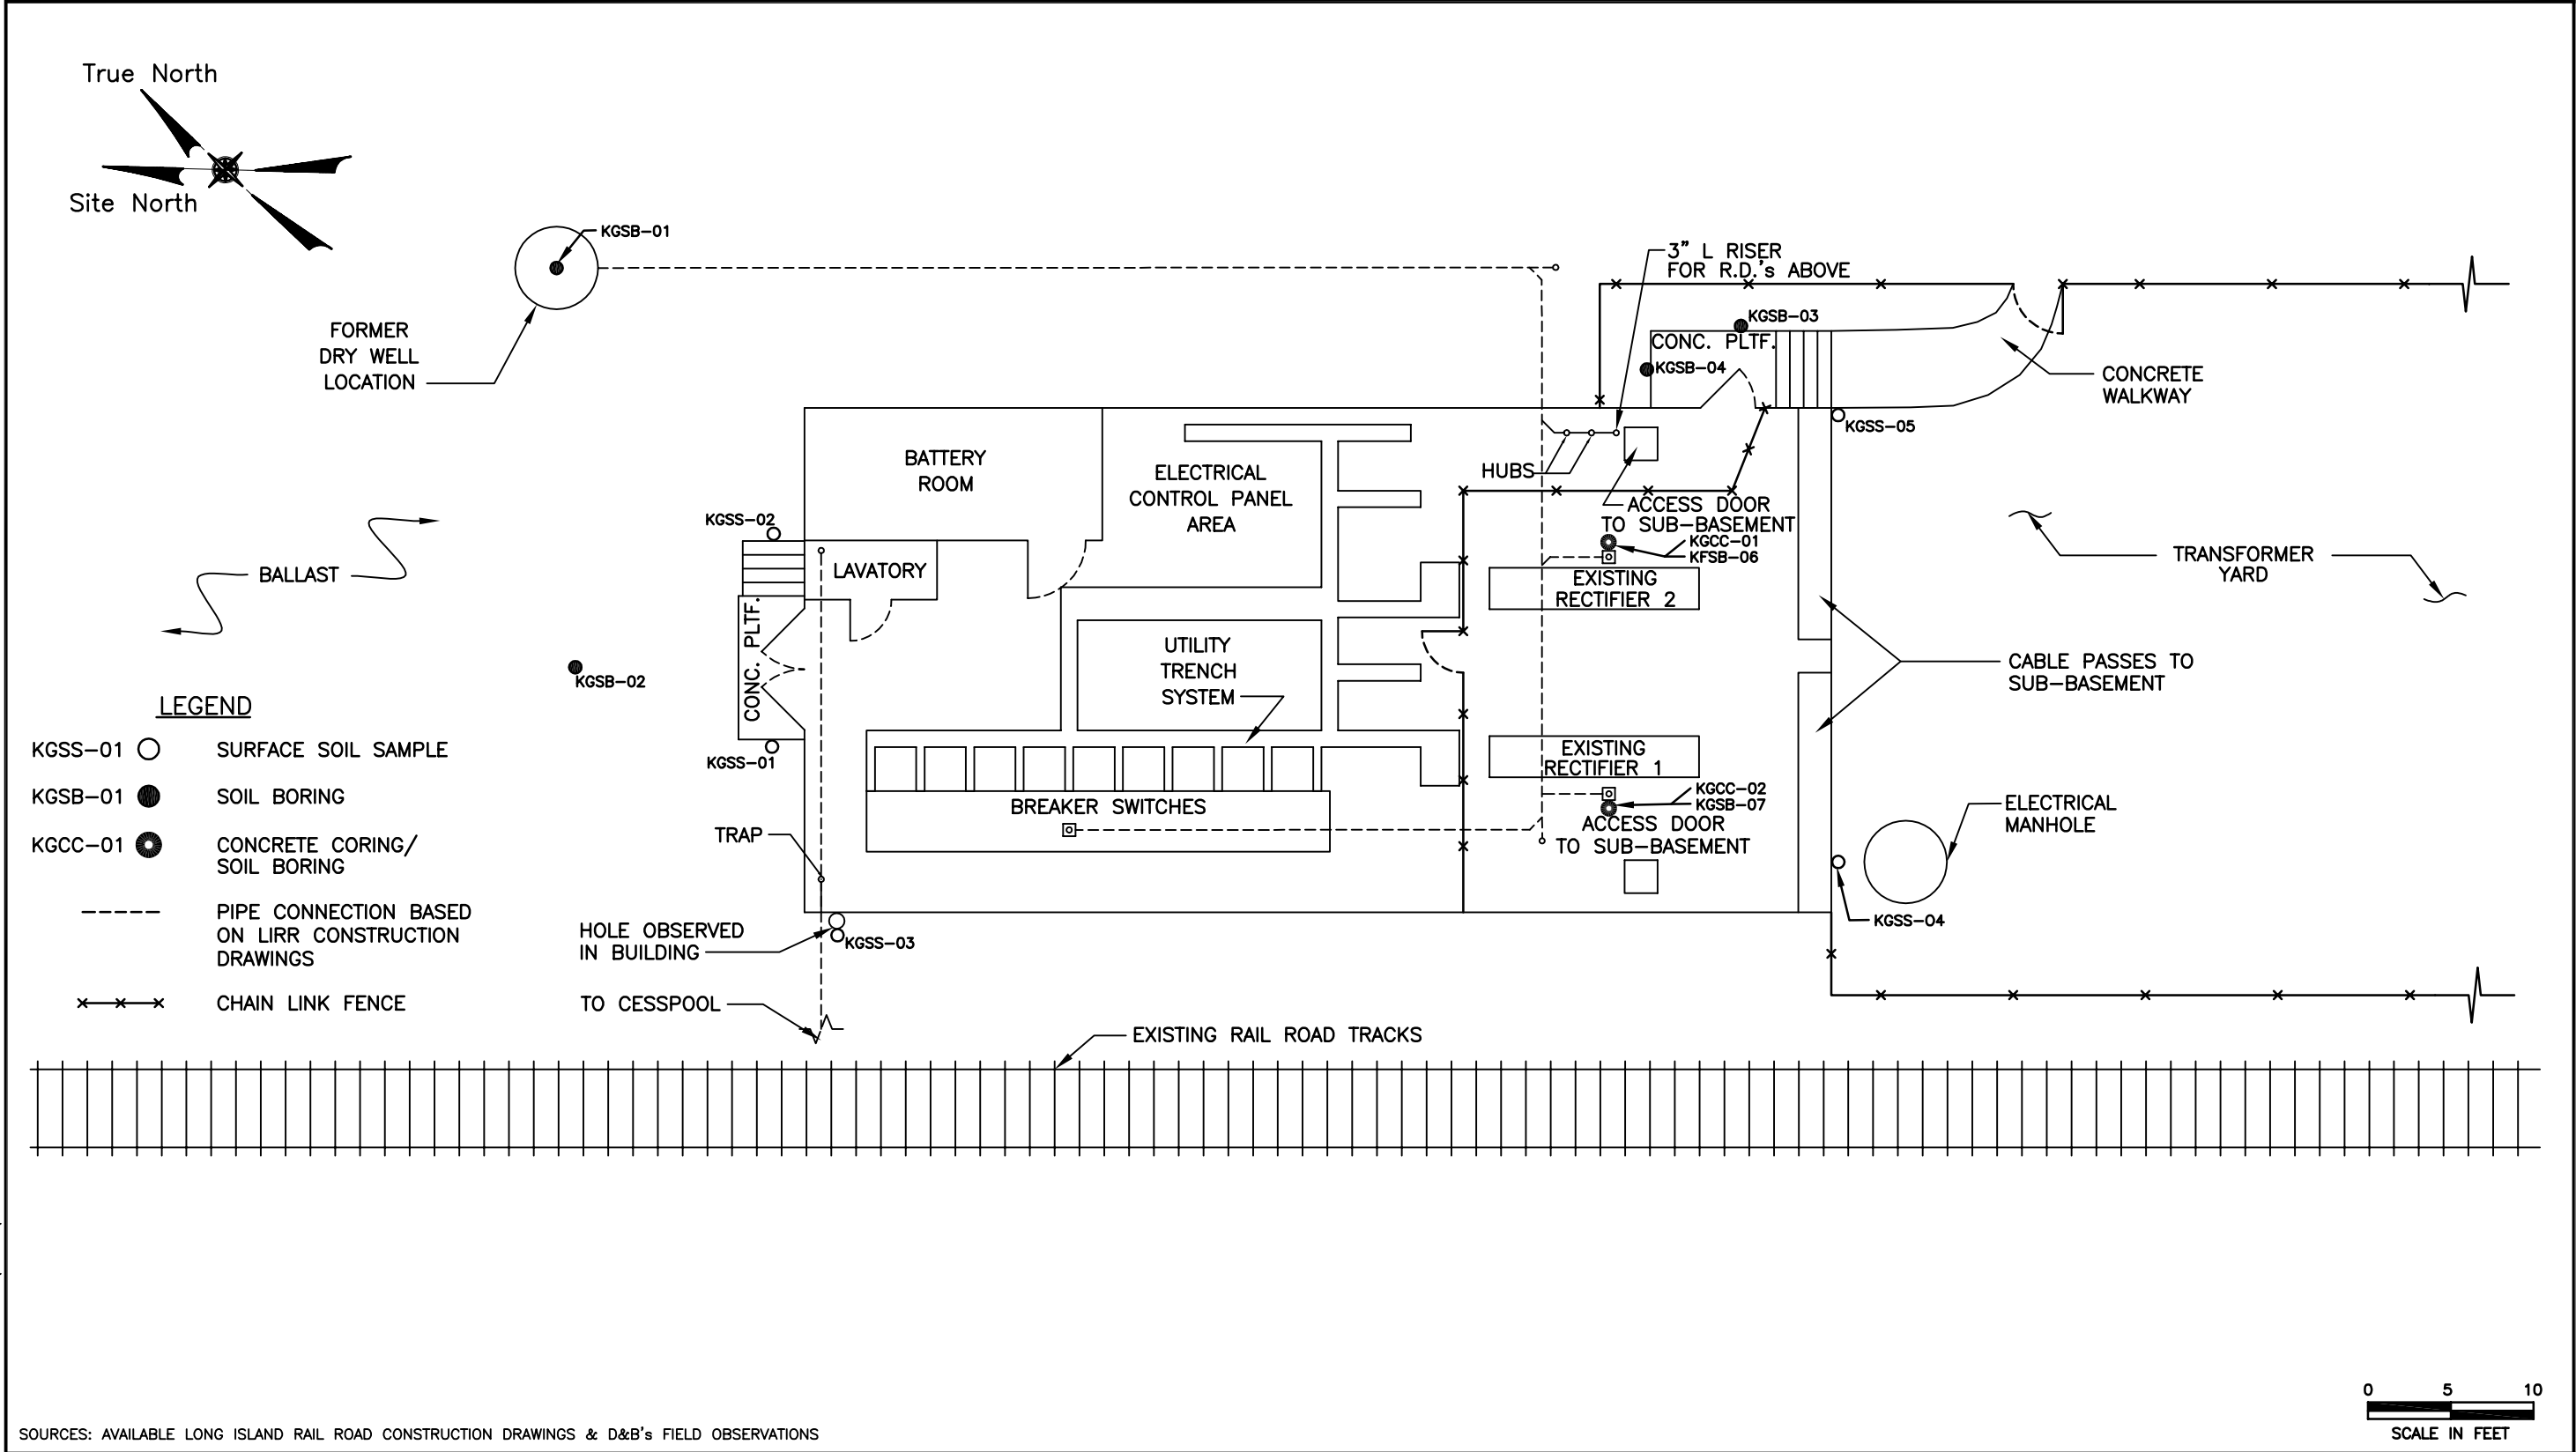 True North
Site North
KGSB-01
FORMER
DRY WELL
LOCATION
3" L RISER
FOR R.D.'s ABOVE
KGSB-03
CONC. PLTF.
KGSB-04
CONCRETE
WALKWAY
KGSS-05
BATTERY
ROOM
ELECTRICAL
CONTROL PANEL
AREA
HUBS
ACCESS DOOR
TO SUB-BASEMENT
KGCC-01
KFSB-06
KGSS-02
BALLAST
LAVATORY
EXISTING
RECTIFIER 2
TRANSFORMER
YARD
CONC. PLTF.
UTILITY
TRENCH
SYSTEM
KGSB-02
CABLE PASSES TO
SUB-BASEMENT
LEGEND
KGSS-01
SURFACE SOIL SAMPLE
KGSB-01
SOIL BORING
KGCC-01
CONCRETE CORING/
SOIL BORING
PIPE CONNECTION BASED
ON LIRR CONSTRUCTION
DRAWINGS
CHAIN LINK FENCE
KGSS-01
EXISTING
RECTIFIER 1
BREAKER SWITCHES
KGCC-02
KGSB-07
ACCESS DOOR
TO SUB-BASEMENT
ELECTRICAL
MANHOLE
TRAP
HOLE OBSERVED
IN BUILDING
KGSS-03
KGSS-04
TO CESSPOOL
EXISTING RAIL ROAD TRACKS
0 5 10
SCALE IN FEET
SOURCES: AVAILABLE LONG ISLAND RAIL ROAD CONSTRUCTION DRAWINGS & D&B's FIELD OBSERVATIONS